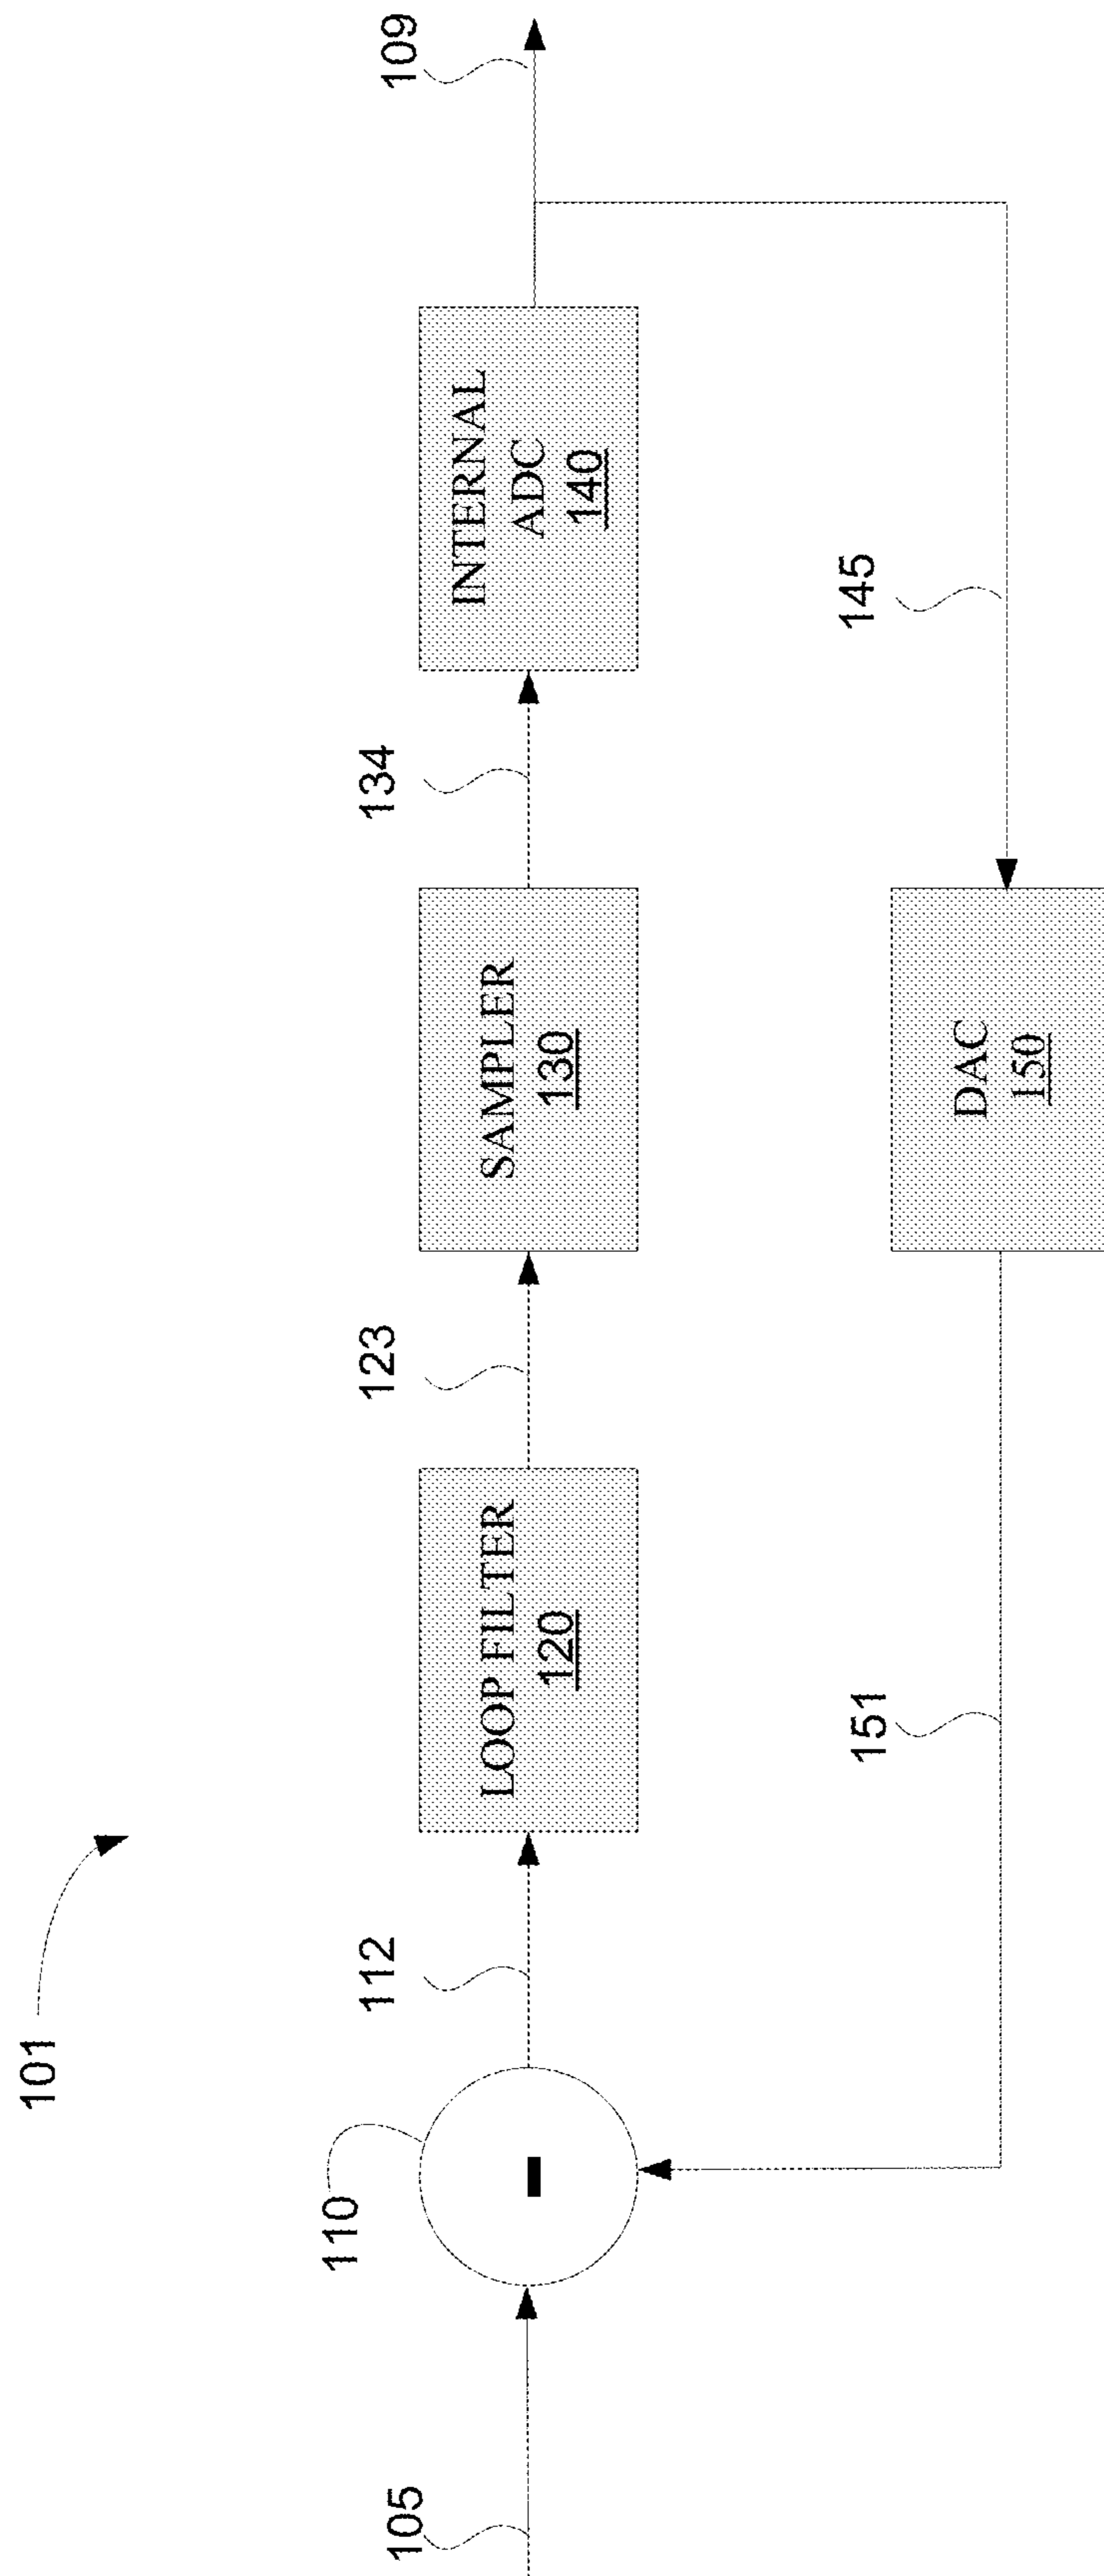 101
105
110
112
LOOP FILTER
120
123
SAMPLER
130
134
INTERNAL
ADC
140
109
151
DAC
150
145